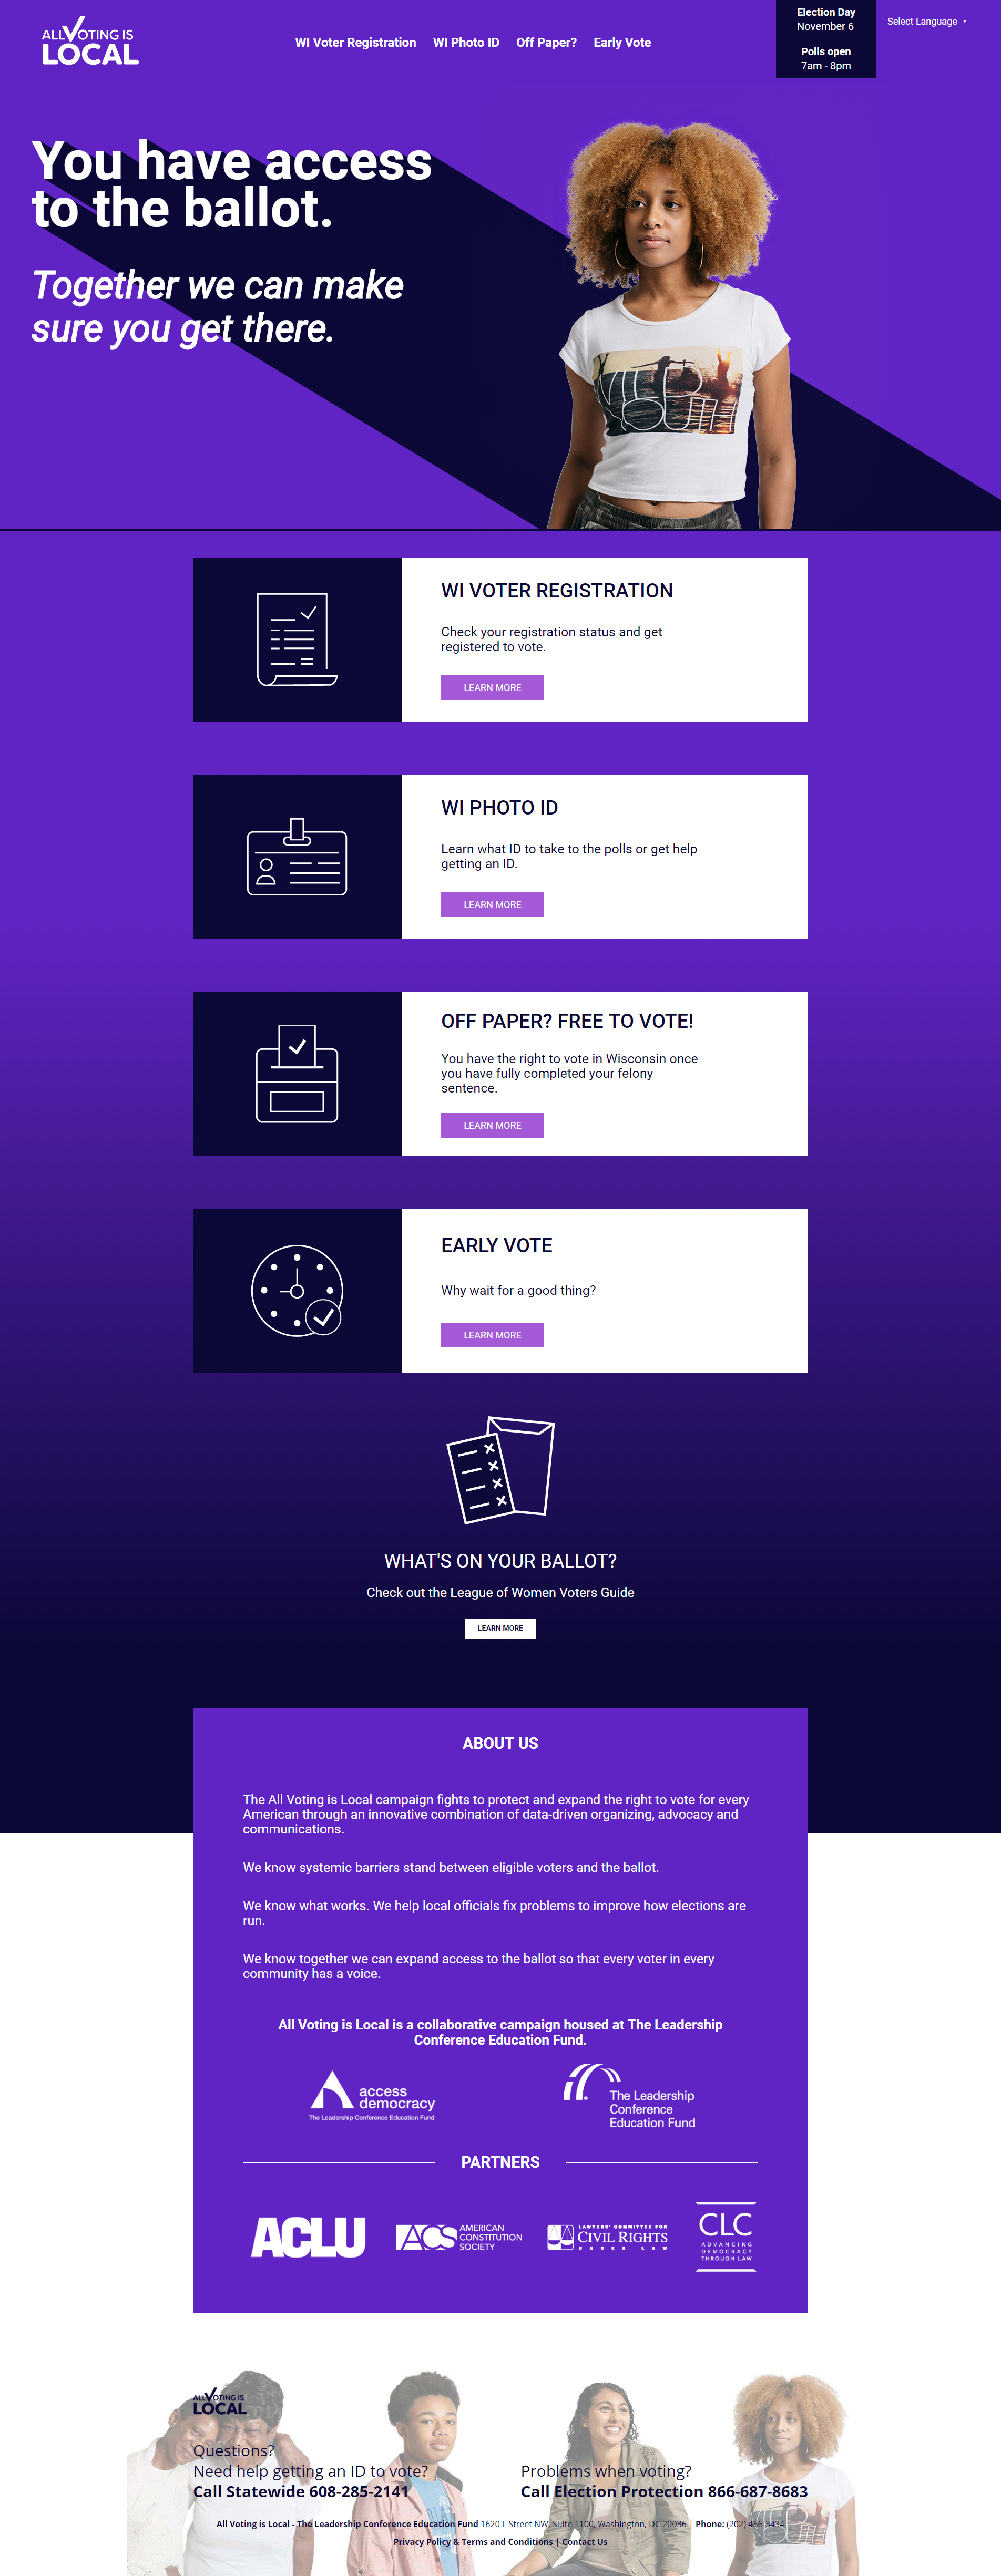 ALL VOTING IS
LOCAL
WI Voter Registration
WI Photo ID
Off Paper?
Early Vote
Election Day
November 6
Polls open
7am - 8pm
Select Language
You have access
to the ballot.
Together we can make
sure you get there.
YOUTH
WI VOTER REGISTRATION
Check your registration status and get
registered to vote.
LEARN MORE
WI PHOTO ID
Learn what ID to take to the polls or get help
getting an ID.
LEARN MORE
OFF PAPER? FREE TO VOTE!
You have the right to vote in Wisconsin once
you have fully completed your felony
sentence.
LEARN MORE
EARLY VOTE
Why wait for a good thing?
LEARN MORE
WHAT'S ON YOUR BALLOT?
Check out the League of Women Voters Guide
LEARN MORE
ABOUT US
The All Voting is Local campaign fights to protect and expand the right to vote for every
American through an innovative combination of data-driven organizing, advocacy and
communications.
We know systemic barriers stand between eligible voters and the ballot.
We know what works. We help local officials fix problems to improve how elections are
run.
We know together we can expand access to the ballot so that every voter in every
community has a voice.
All Voting is Local is a collaborative campaign housed at The Leadership
Conference Education Fund.
access
democracy
The Leadership Conference Education Fund
The Leadership
Conference
Education Fund
PARTNERS
ACLU
ACS AMERICAN
CONSTITUTION
SOCIETY
LAWYERS' COMMITTEE FOR
CIVIL RIGHTS
UNDER LAW
CLC
ADVANCING
DEMOCRACY
THROUGH LAW
ALL VOTING IS
LOCAL
Questions?
Need help getting an ID to vote?
Call Statewide 608-285-2141
Problems when voting?
Call Election Protection 866-687-8683
All Voting is Local - The Leadership Conference Education Fund 1620 L Street NW, Suite 1100, Washington, DC 20036 | Phone: (202) 466-3434
Privacy Policy & Terms and Conditions | Contact Us